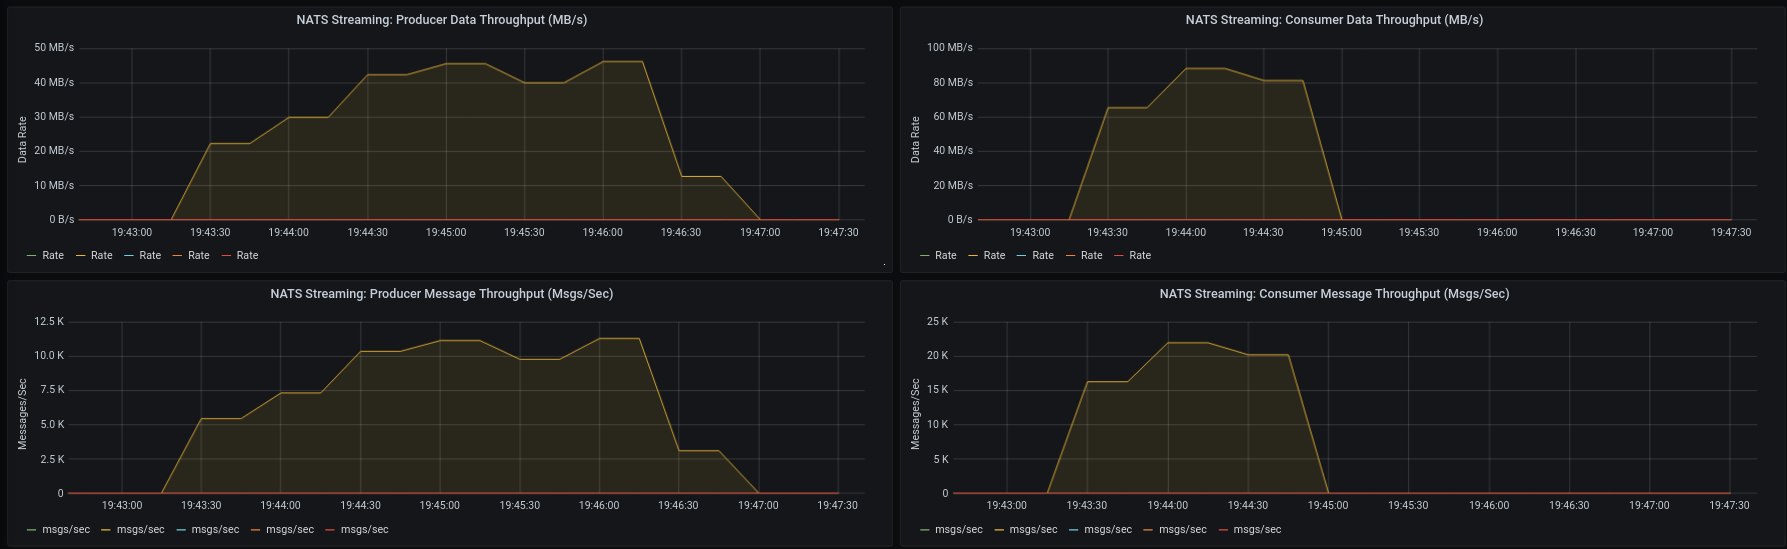 NATS Streaming: Producer Data Throughput (MB/s)
50 MB/s
40 MB/s
30 MB/s
20 MB/s
10 MB/s
0 B/s
Data Rate
19:43:00 19:43:30 19:44:00 19:44:30 19:45:00 19:45:30 19:46:00 19:46:30 19:47:00 19:47:30
Rate Rate Rate Rate Rate
NATS Streaming: Consumer Data Throughput (MB/s)
100 MB/s
80 MB/s
60 MB/s
40 MB/s
20 MB/s
0 B/s
Data Rate
19:43:00 19:43:30 19:44:00 19:44:30 19:45:00 19:45:30 19:46:00 19:46:30 19:47:00 19:47:30
Rate Rate Rate Rate Rate
NATS Streaming: Producer Message Throughput (Msgs/Sec)
12.5 K
10.0 K
7.5 K
5.0 K
2.5 K
0
Messages/Sec
19:43:00 19:43:30 19:44:00 19:44:30 19:45:00 19:45:30 19:46:00 19:46:30 19:47:00 19:47:30
msgs/sec msgs/sec msgs/sec msgs/sec msgs/sec
NATS Streaming: Consumer Message Throughput (Msgs/Sec)
25 K
20 K
15 K
10 K
5 K
0
Messages/Sec
19:43:00 19:43:30 19:44:00 19:44:30 19:45:00 19:45:30 19:46:00 19:46:30 19:47:00 19:47:30
msgs/sec msgs/sec msgs/sec msgs/sec msgs/sec